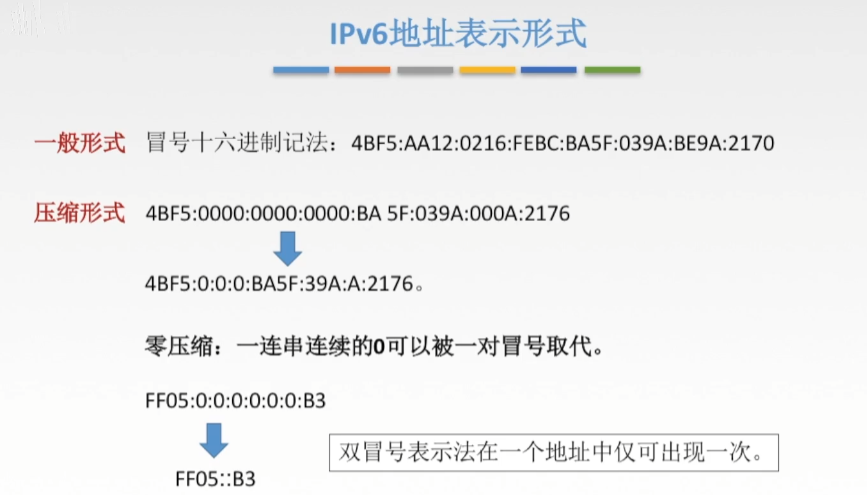 IPv6地址表示形式
一般形式 冒号十六进制记法：4BF5:AA12:0216:FEBC:BA5F:039A:BE9A:2170
压缩形式 4BF5:0000:0000:0000:BA 5F:039A:000A:2176
4BF5:0:0:0:BA5F:39A:A:2176。
零压缩：一连串连续的0可以被一对冒号取代。
FF05:0:0:0:0:0:0:B3
双冒号表示法在一个地址中仅可出现一次。
FF05::B3